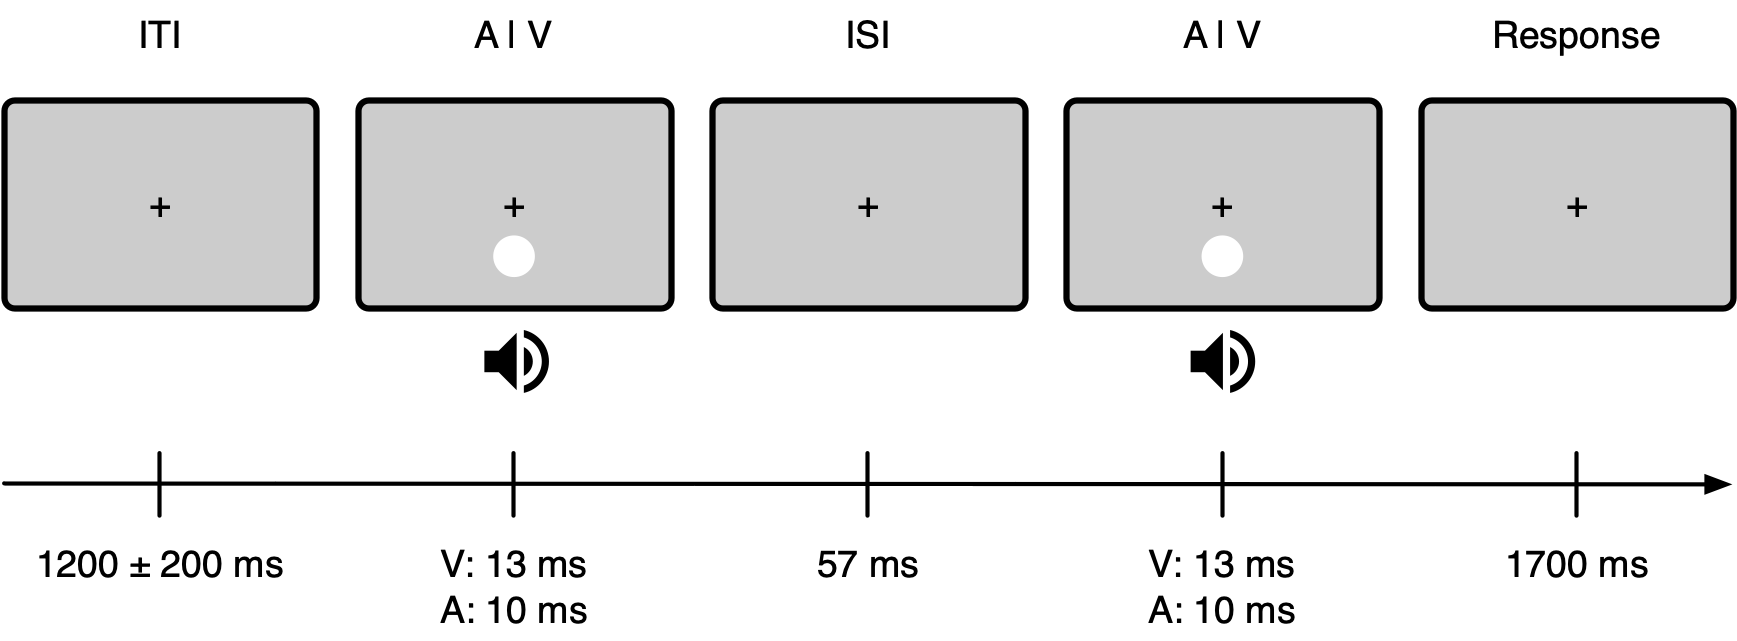 ITI
A | V
ISI
A | V
Response
+
+
+
+
+
1200 ± 200 ms
V: 13 ms
A: 10 ms
57 ms
V: 13 ms
A: 10 ms
1700 ms